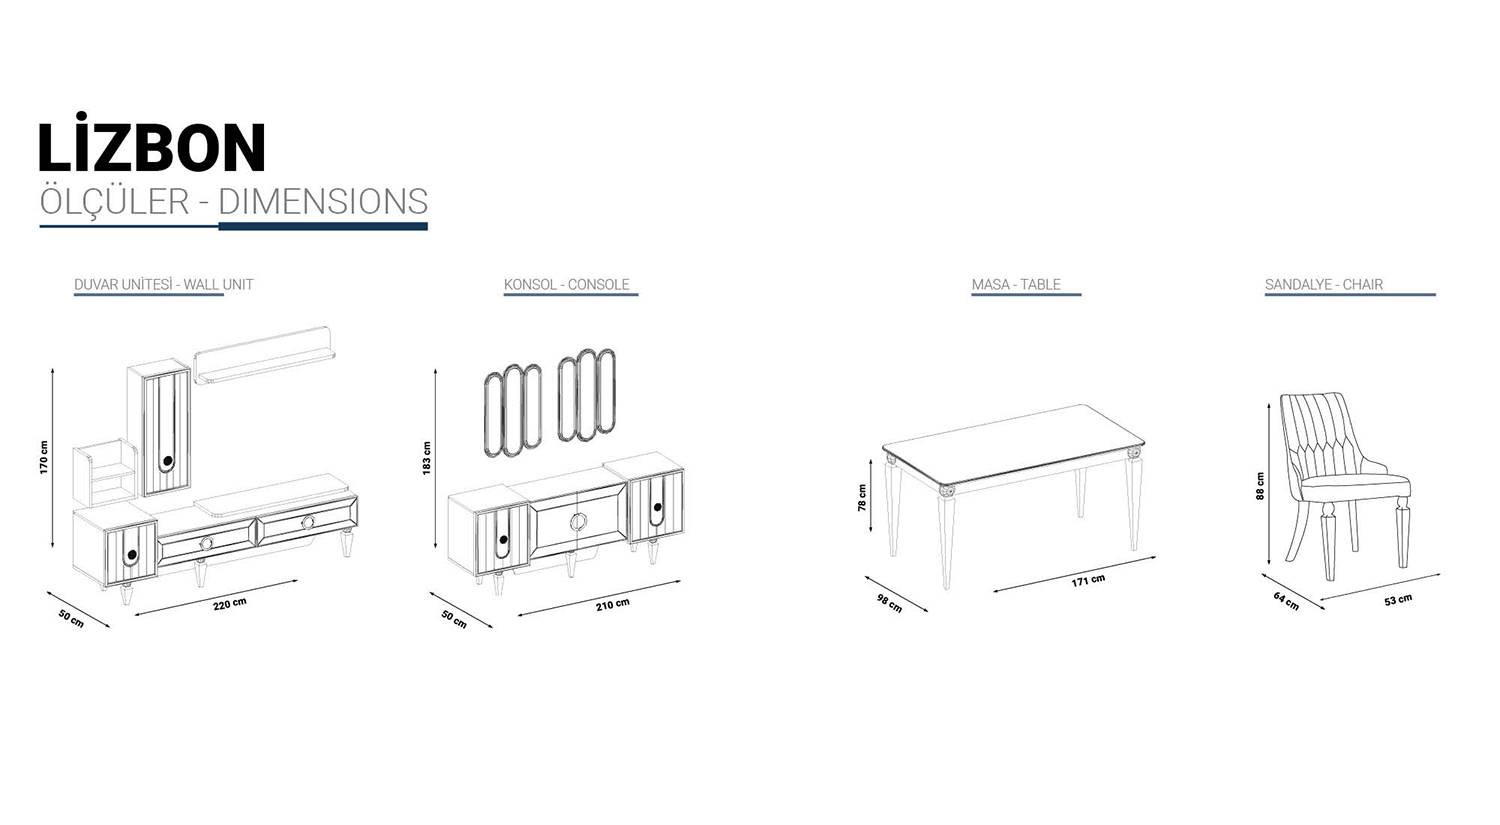 LİZBON
ÖLÇÜLER - DIMENSIONS
DUVAR UNİTESİ - WALL UNIT
170 cm
50 cm
220 cm
KONSOL - CONSOLE
183 cm
50 cm
210 cm
MASA - TABLE
78 cm
98 cm
171 cm
SANDALYE - CHAIR
88 cm
64 cm
53 cm